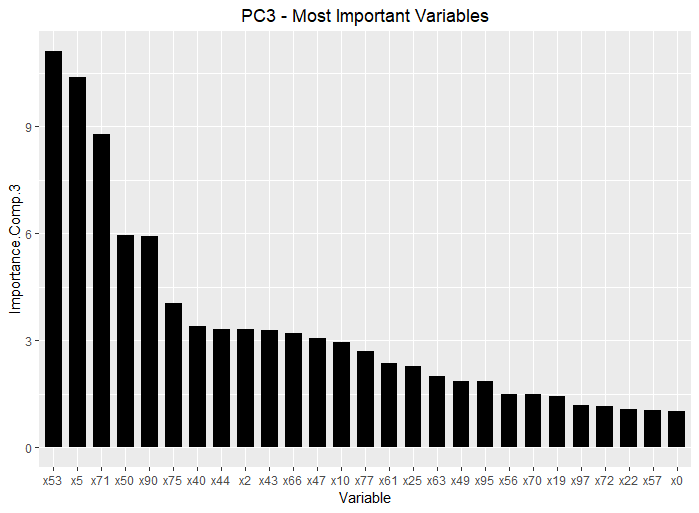 PC3 - Most Important Variables
Importance.Comp.3
9
6
3
0
x53 x5 x71 x50 x90 x75 x40 x44 x2 x43 x66 x47 x10 x77 x61 x25 x63 x49 x95 x56 x70 x19 x97 x72 x22 x57 x0
Variable